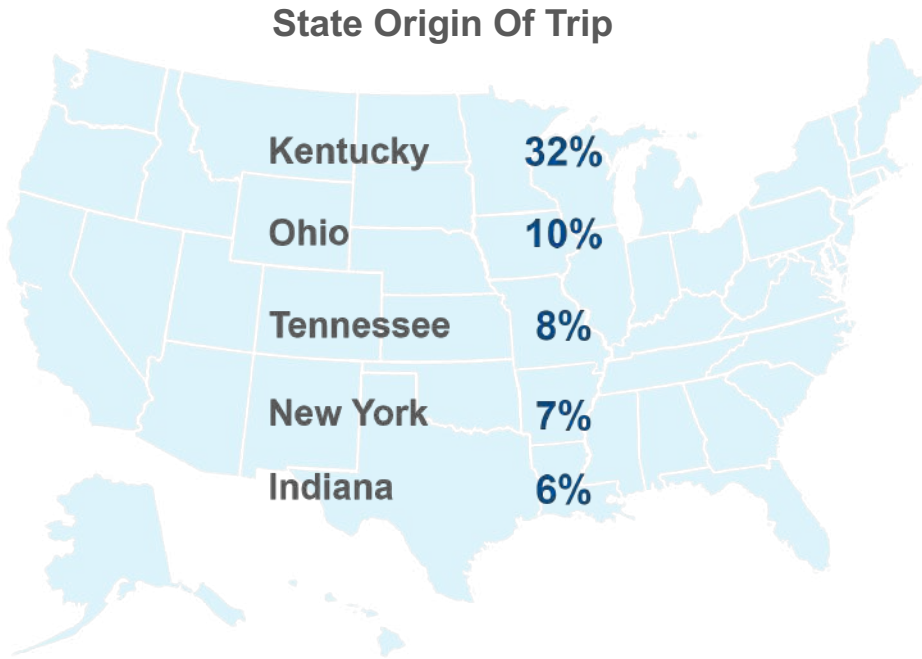 State Origin Of Trip
Kentucky 32%
Ohio 10%
Tennessee 8%
New York 7%
Indiana 6%